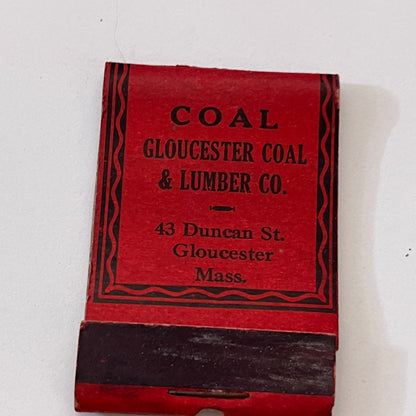 COAL
GLOUCESTER COAL
& LUMBER CO.
43 Duncan St.
Gloucester
Mass.